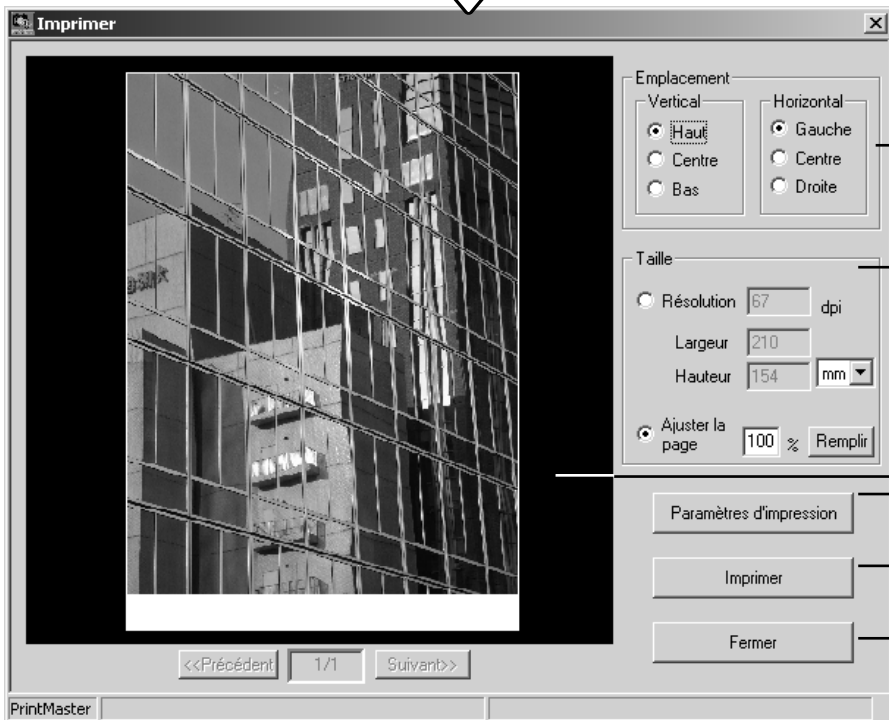 Imprimer
Emplacement
Vertical
Haut
Centre
Bas
Horizontal
Gauche
Centre
Droite
Taille
Résolution 67 dpi
Largeur 210
Hauteur 154 mm
Ajuster la
page 100 % Remplir
Paramètres d'impression
Imprimer
Fermer
<<Précédent 1/1 Suivant>>
PrintMaster